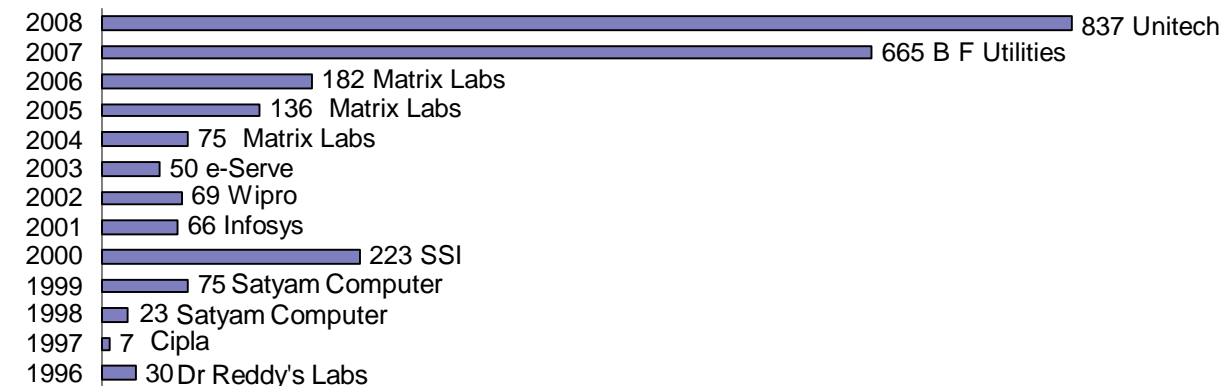 2008 837 Unitech
2007 665 B F Utilities
2006 182 Matrix Labs
2005 136 Matrix Labs
2004 75 Matrix Labs
2003 50 e-Serve
2002 69 Wipro
2001 66 Infosys
2000 223 SSI
1999 75 Satyam Computer
1998 23 Satyam Computer
1997 7 Cipla
1996 30 Dr Reddy's Labs